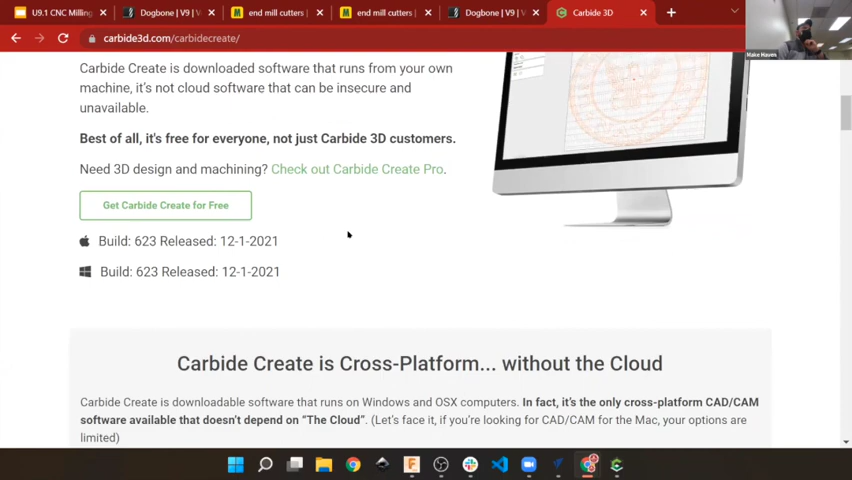 U9.1 CNC Milling
Dogbone | V9 | V
end mill cutters |
end mill cutters |
Dogbone | V9 | V
Carbide 3D
carbide3d.com/carbidecreate/
Make Haven
Carbide Create is downloaded software that runs from your own
machine, it's not cloud software that can be insecure and
unavailable.
Best of all, it's free for everyone, not just Carbide 3D customers.
Need 3D design and machining? Check out Carbide Create Pro.
Get Carbide Create for Free
Build: 623 Released: 12-1-2021
Build: 623 Released: 12-1-2021
Carbide Create is Cross-Platform... without the Cloud
Carbide Create is downloadable software that runs on Windows and OSX computers. In fact, it's the only cross-platform CAD/CAM
software available that doesn't depend on "The Cloud". (Let's face it, if you're looking for CAD/CAM for the Mac, your options are
limited)